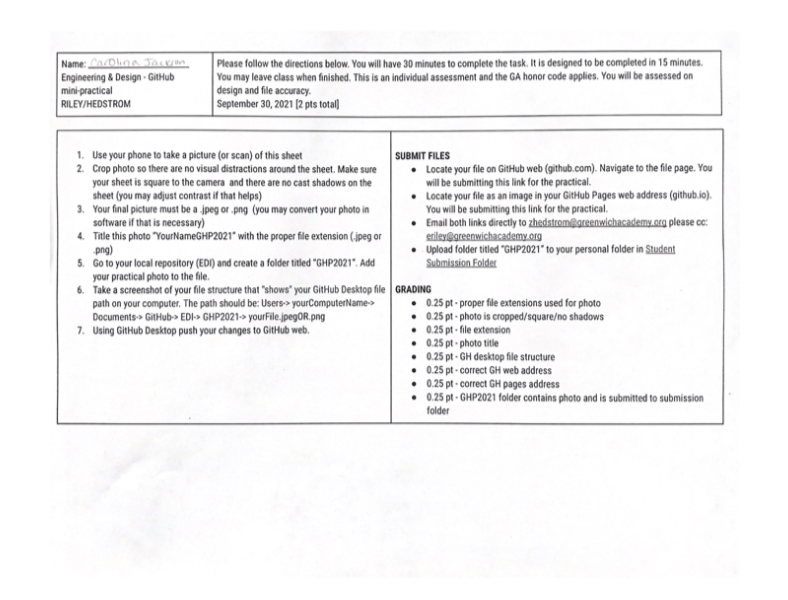 Name: Carolina
Engineering & Design - GitHub
mini-practical
RILEY/HEDSTROM
Please follow the directions below. You will have 30 minutes to complete the task. It is designed to be completed in 15 minutes.
You may leave class when finished. This is an individual assessment and the GA honor code applies. You will be assessed on
design and file accuracy.
September 30, 2021 [2 pts total]
1. Use your phone to take a picture (or scan) of this sheet
2. Crop photo so there are no visual distractions around the sheet. Make sure
your sheet is square to the camera and there are no cast shadows on the
sheet (you may adjust contrast if that helps)
3. Your final picture must be a .jpeg or .png (you may convert your photo in
software if that is necessary)
4. Title this photo "YourNameGHP2021" with the proper file extension (.jpeg or
.png)
5. Go to your local repository (EDI) and create a folder titled "GHP2021". Add
your practical photo to the file.
6. Take a screenshot of your file structure that "shows" your GitHub Desktop file
path on your computer. The path should be: Users-> yourComputerName->
Documents-> GitHub-> EDI-> GHP2021-> yourFile.jpegOR.png
7. Using GitHub Desktop push your changes to GitHub web.
SUBMIT FILES
• Locate your file on GitHub web (github.com). Navigate to the file page. You
will be submitting this link for the practical.
• Locate your file as an image in your GitHub Pages web address (github.io).
You will be submitting this link for the practical.
• Email both links directly to zhedstrom@greenwichacademy.org please cc:
eriley@greenwichacademy.org
• Upload folder titled "GHP2021" to your personal folder in Student
Submission Folder
GRADING
• 0.25 pt - proper file extensions used for photo
• 0.25 pt - photo is cropped/square/no shadows
• 0.25 pt - file extension
• 0.25 pt - photo title
• 0.25 pt - GH desktop file structure
• 0.25 pt - correct GH web address
• 0.25 pt - correct GH pages address
• 0.25 pt - GHP2021 folder contains photo and is submitted to submission
folder